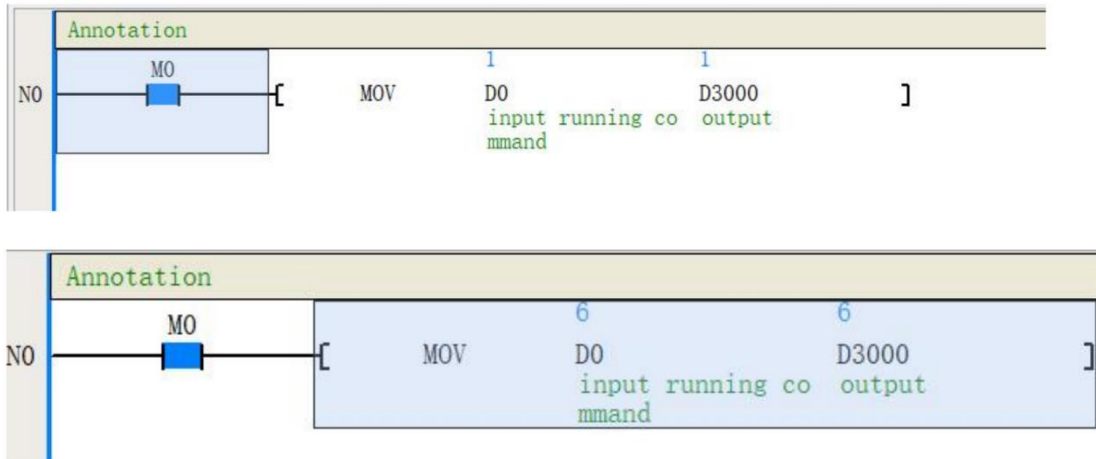 Annotation
1 1
M0
N0 MOV D0 D3000
input running co output
mmand
Annotation
6 6
M0
N0 MOV D0 D3000
input running co output
mmand